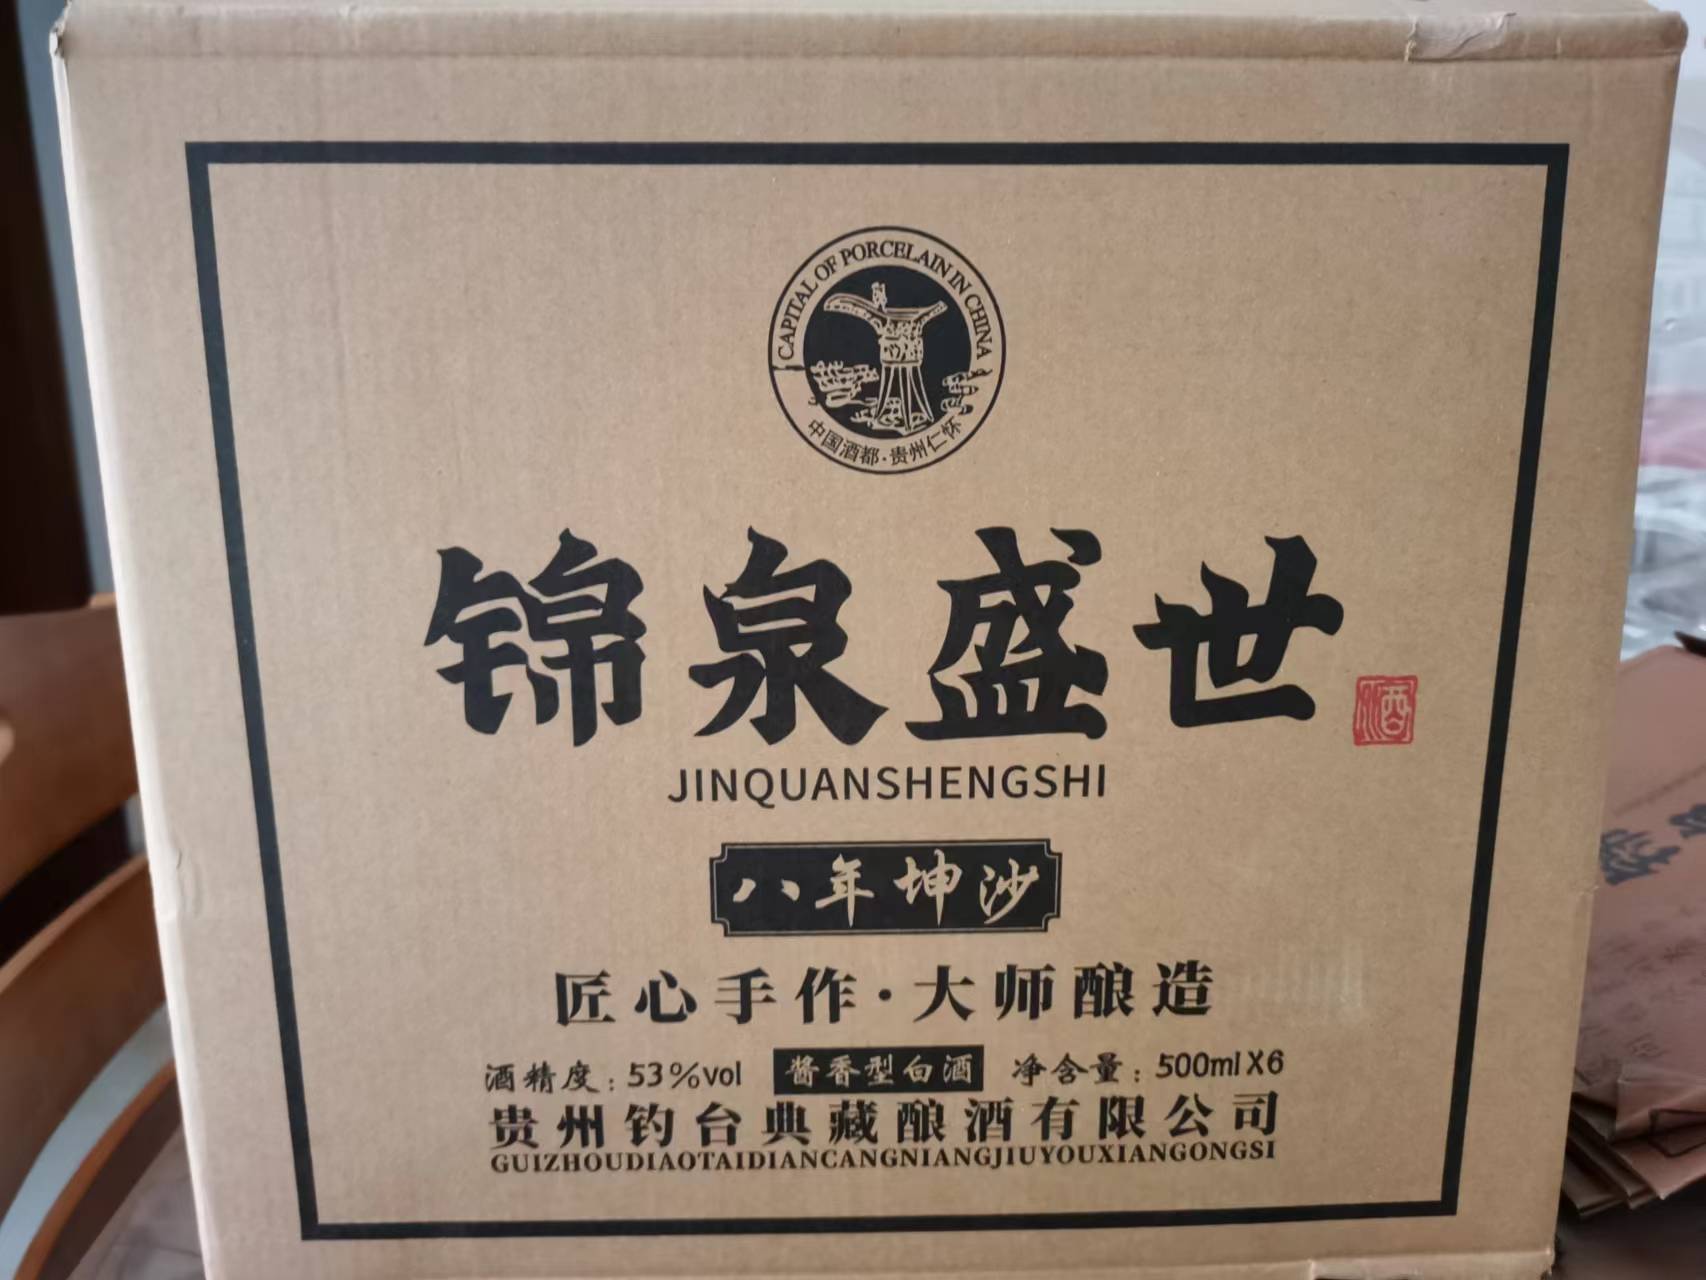 CAPITAL OF PORCELAIN IN CHINA
中国酒都·贵州仁怀
锦泉盛世
酒
JINQUANSHENGSHI
八年坤沙
匠心手作·大师酿造
酒精度：53%vol 酱香型白酒 净含量：500mlX6
贵州钓台典藏酿酒有限公司
GUIZHOUDIAOTAIDIANCANGNIANGJIUYOUXIANGONGSI